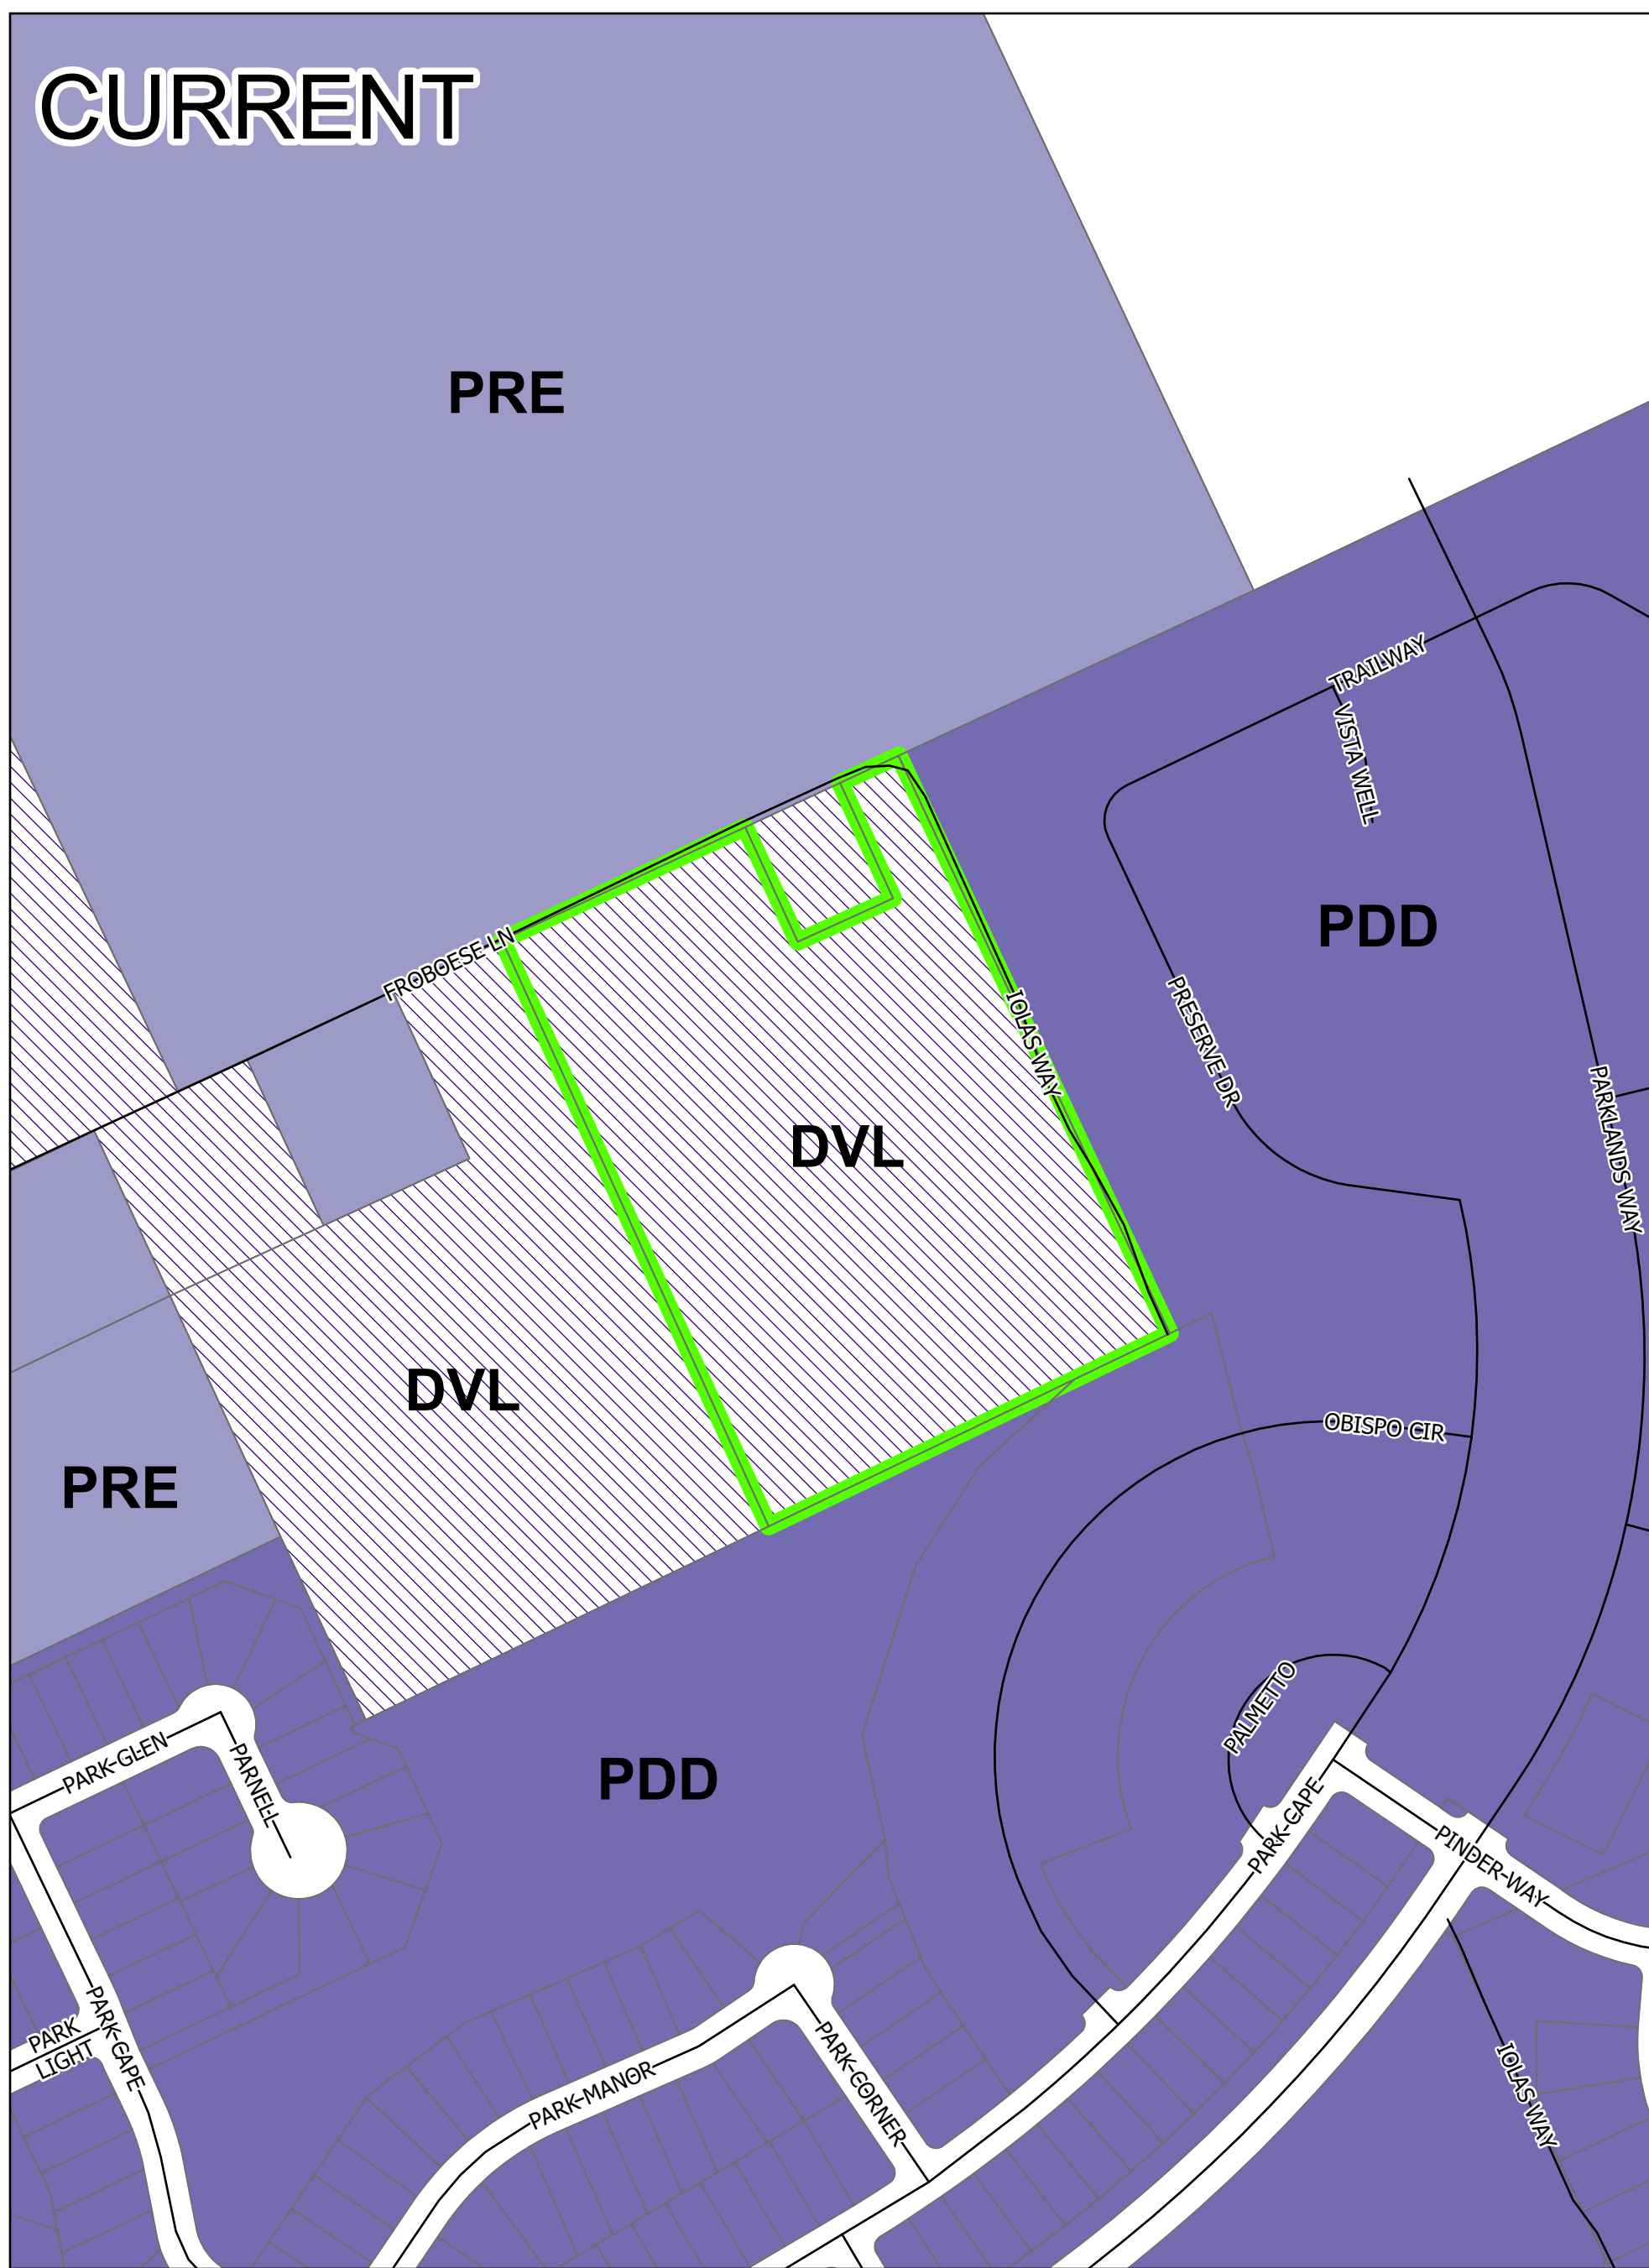 CURRENT
PRE
TRAILWAY
VISTA WELL
PDD
FROBOESE LN
IOLAS WAY
PRESERVE DR
PARKLANDS WAY
DVL
DVL
OBISPO CIR
PRE
PALMETTO
PARK GLEN
PARNELL
PDD
PARK CAPE
PINDER WAY
PARK
LIGHT
PARK CAPE
PARK MANOR
PARK CORNER
IOLAS WAY